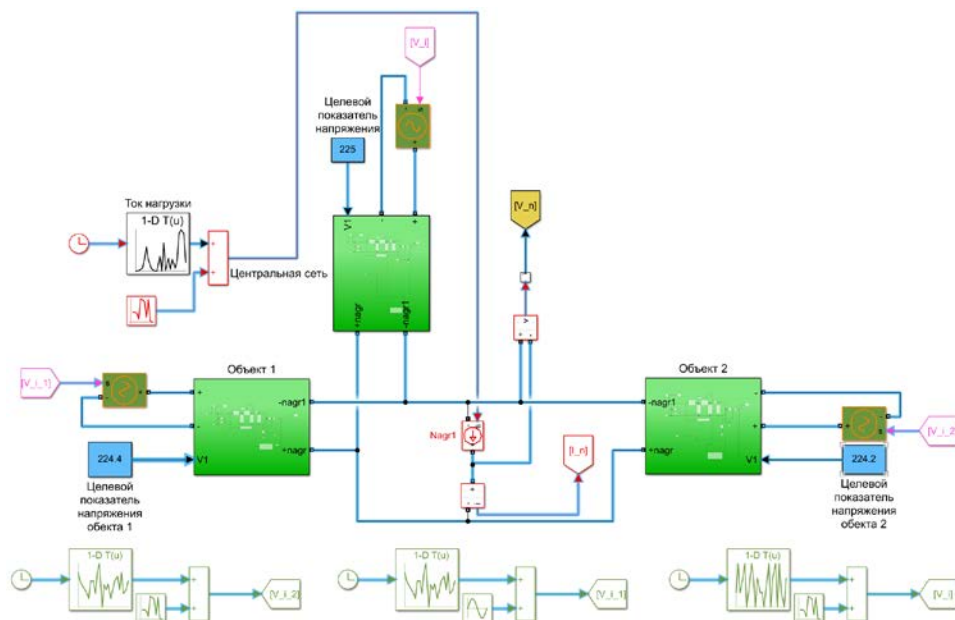 [V_i]
Целевой
показатель
напряжения
225
Ток нагрузки
1-D T(u)
[V_n]
V1
-
+
Центральная сеть
+nagr
-nagr1
Объект 1
Объект 2
[V_i_1]
+
-
-nagr1
+nagr
V1
Nagr1
[I_n]
-nagr1
+nagr
-
+
V1
[V_i_2]
224.4
224.2
Целевой
показатель
напряжения
обекта 1
Целевой
показатель
напряжения
обекта 2
1-D T(u)
[V_i_2]
1-D T(u)
[V_i_1]
1-D T(u)
[V_i]